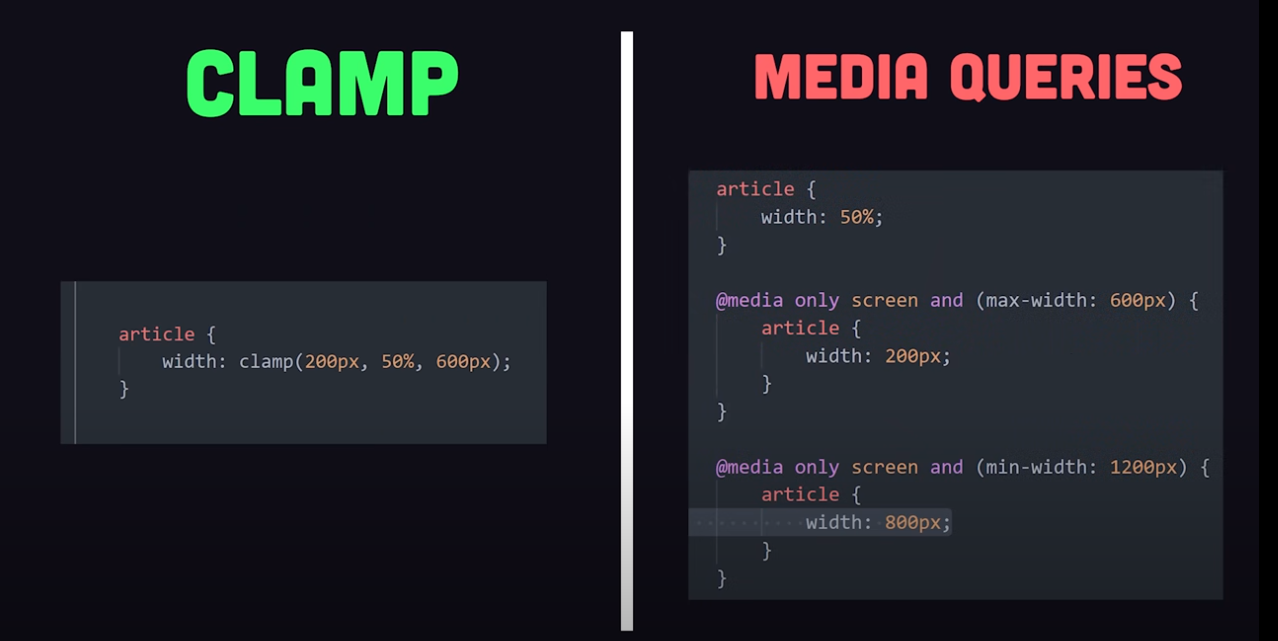 CLAMP
article {
    width: clamp(200px, 50%, 600px);
}
MEDIA QUERIES
article {
    width: 50%;
}
@media only screen and (max-width: 600px) {
    article {
        width: 200px;
    }
}
@media only screen and (min-width: 1200px) {
    article {
        width: 800px;
    }
}